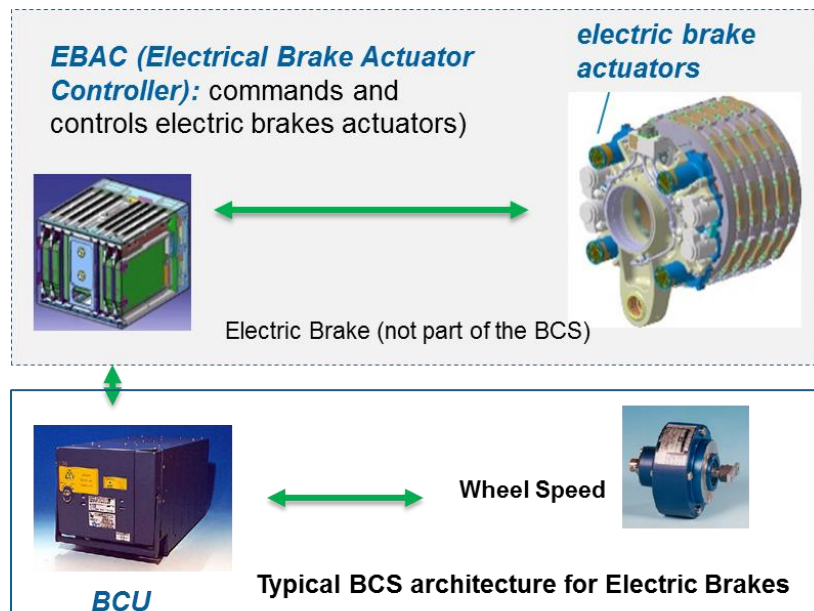 EBAC (Electrical Brake Actuator
Controller): commands and
controls electric brakes actuators)
electric brake
actuators
Electric Brake (not part of the BCS)
Wheel Speed
Typical BCS architecture for Electric Brakes
BCU